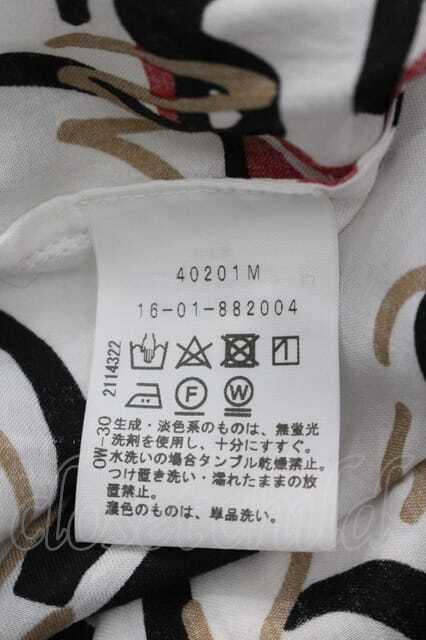 40201M
16-01-882004
2114322
F
W
OW-30
生成・淡色系のものは、無蛍光
洗剤を使用し、十分にすすぐ。
水洗いの場合タンブル乾燥禁止。
つけ置き洗い・濡れたままの放
置禁止。
濃色のものは、単品洗い。
closet child